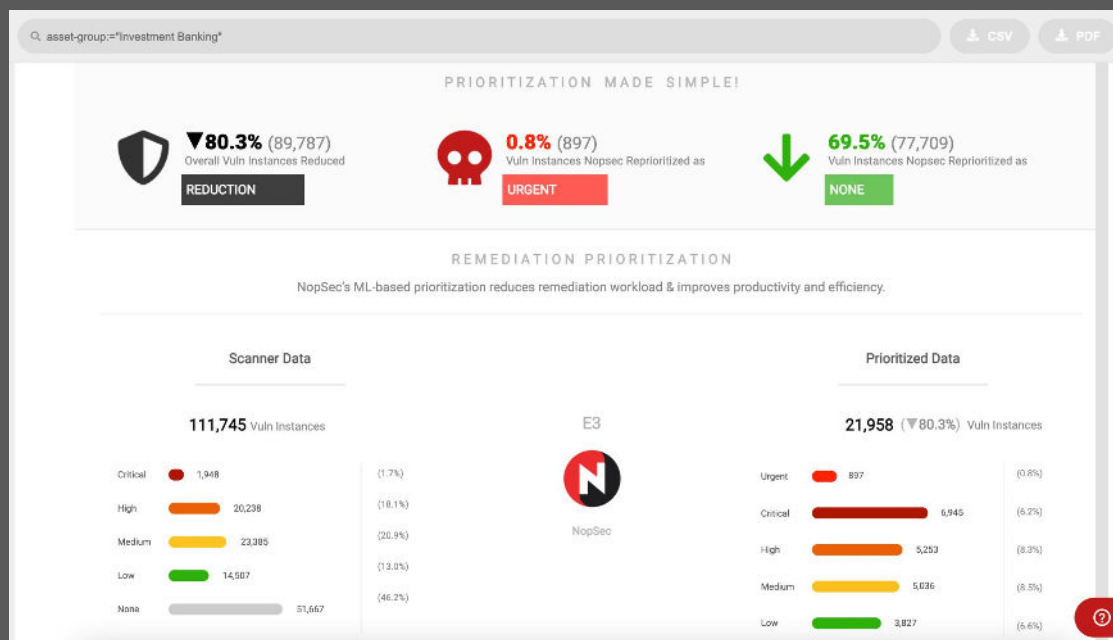 asset-group:="Investment Banking"
CSV
PDF
PRIORITIZATION MADE SIMPLE!
▼80.3% (89,787)
Overall Vuln Instances Reduced
REDUCTION
0.8% (897)
Vuln Instances Nopsec Reprioritized as
URGENT
69.5% (77,709)
Vuln Instances Nopsec Reprioritized as
NONE
REMEDIATION PRIORITIZATION
NopSec's ML-based prioritization reduces remediation workload & improves productivity and efficiency.
Scanner Data
111,745 Vuln Instances
Critical 1,948 (1.7%)
High 20,238 (18.1%)
Medium 23,385 (20.9%)
Low 14,507 (13.0%)
None 51,667 (46.2%)
E3
N
NopSec
Prioritized Data
21,958 (▼80.3%) Vuln Instances
Urgent 897 (0.8%)
Critical 6,945 (6.2%)
High 5,253 (8.3%)
Medium 5,036 (8.5%)
Low 3,827 (6.6%)
?